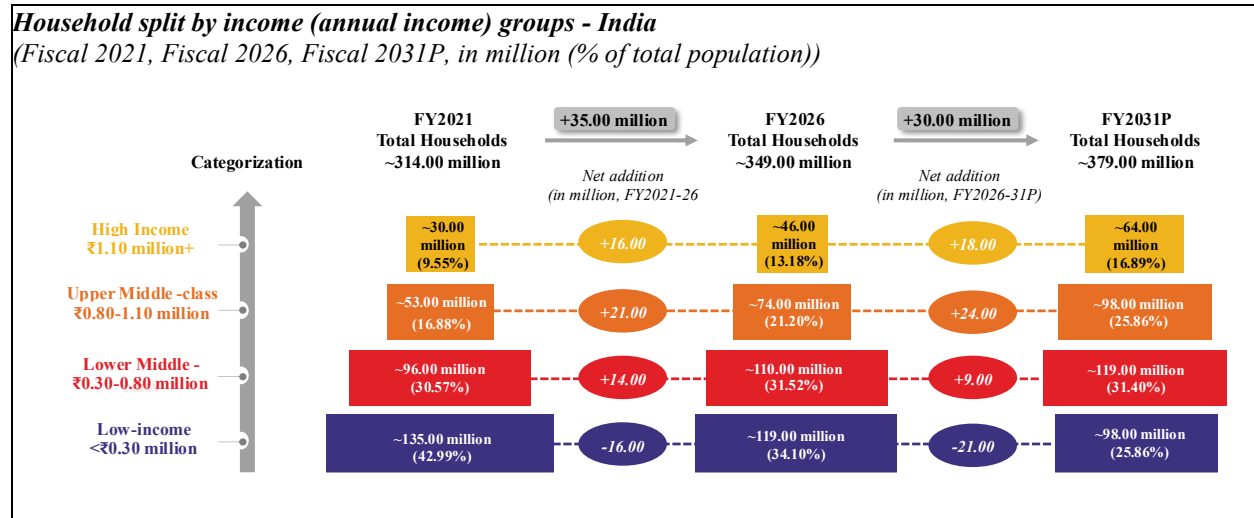 Household split by income (annual income) groups - India
(Fiscal 2021, Fiscal 2026, Fiscal 2031P, in million (% of total population))
Categorization
FY2021
Total Households
~314.00 million
+35.00 million
Net addition
(in million, FY2021-26
FY2026
Total Households
~349.00 million
+30.00 million
Net addition
(in million, FY2026-31P)
FY2031P
Total Households
~379.00 million
High Income
₹1.10 million+
~30.00
million
(9.55%)
+16.00
~46.00
million
(13.18%)
+18.00
~64.00
million
(16.89%)
Upper Middle -class
₹0.80-1.10 million
~53.00 million
(16.88%)
+21.00
~74.00 million
(21.20%)
+24.00
~98.00 million
(25.86%)
Lower Middle -
₹0.30-0.80 million
~96.00 million
(30.57%)
+14.00
~110.00 million
(31.52%)
+9.00
~119.00 million
(31.40%)
Low-income
<₹0.30 million
~135.00 million
(42.99%)
-16.00
~119.00 million
(34.10%)
-21.00
~98.00 million
(25.86%)